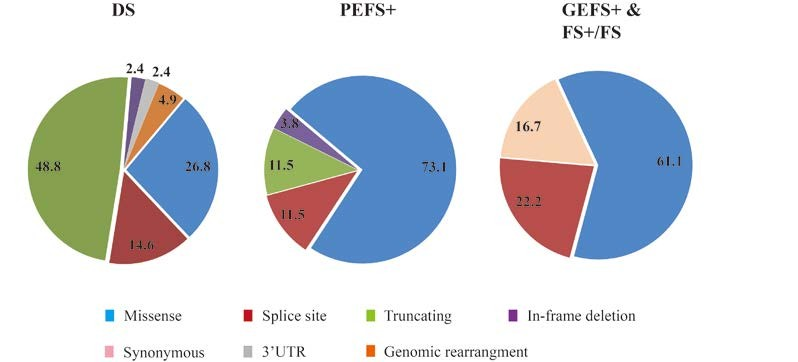 DS
PEFS+
GEFS+ &
FS+/FS
2.4
2.4
4.9
48.8
26.8
14.6
3.8
11.5
73.1
11.5
16.7
61.1
22.2
Missense
Splice site
Truncating
In-frame deletion
Synonymous
3’UTR
Genomic rearrangment